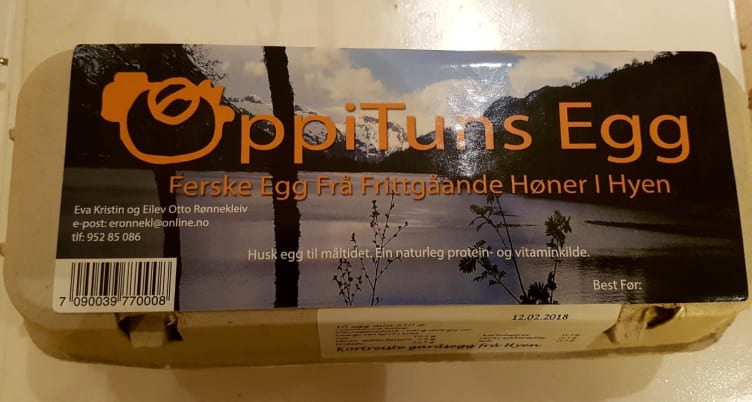 OppiTuns Egg
Ferske Egg Frå Frittgåande Høner I Hyen
Eva Kristin og Eilev Otto Rønnekleiv
e-post: eronnekl@online.no
tlf: 952 85 086
Husk egg til måltidet. Ein naturleg protein- og vitaminkilde.
7 090039 770008
Best Før:
12.02.2018
10 egg
Kortreiste gardsegg frå Hyen